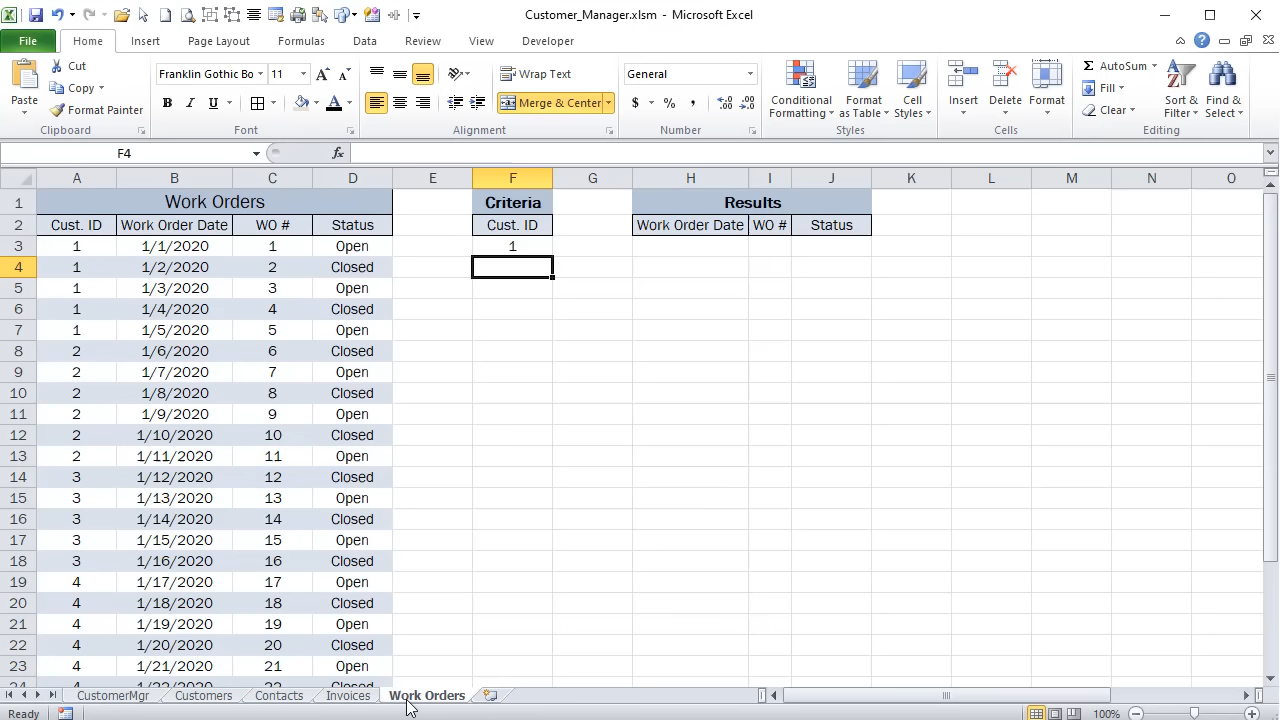 Customer_Manager.xlsm - Microsoft Excel
File Home Insert Page Layout Formulas Data Review View Developer
Cut Franklin Gothic Bo 11 Wrap Text General AutoSum
Copy Fill
Paste Format Painter B I U Merge & Center $ % , Conditional Formatting Format as Table Cell Styles Insert Delete Format Clear Sort & Filter Find & Select
Clipboard Font Alignment Number Styles Cells Editing
F4 fx
A B C D E F G H I J K L M N O
1 Work Orders Criteria Results
2 Cust. ID Work Order Date WO # Status Cust. ID Work Order Date WO # Status
3 1 1/1/2020 1 Open 1
4 1 1/2/2020 2 Closed
5 1 1/3/2020 3 Open
6 1 1/4/2020 4 Closed
7 1 1/5/2020 5 Open
8 2 1/6/2020 6 Closed
9 2 1/7/2020 7 Open
10 2 1/8/2020 8 Closed
11 2 1/9/2020 9 Open
12 2 1/10/2020 10 Closed
13 2 1/11/2020 11 Open
14 3 1/12/2020 12 Closed
15 3 1/13/2020 13 Open
16 3 1/14/2020 14 Closed
17 3 1/15/2020 15 Open
18 3 1/16/2020 16 Closed
19 4 1/17/2020 17 Open
20 4 1/18/2020 18 Closed
21 4 1/19/2020 19 Open
22 4 1/20/2020 20 Closed
23 4 1/21/2020 21 Open
24 4 1/22/2020 22 Closed
CustomerMgr Customers Contacts Invoices Work Orders
Ready 100%